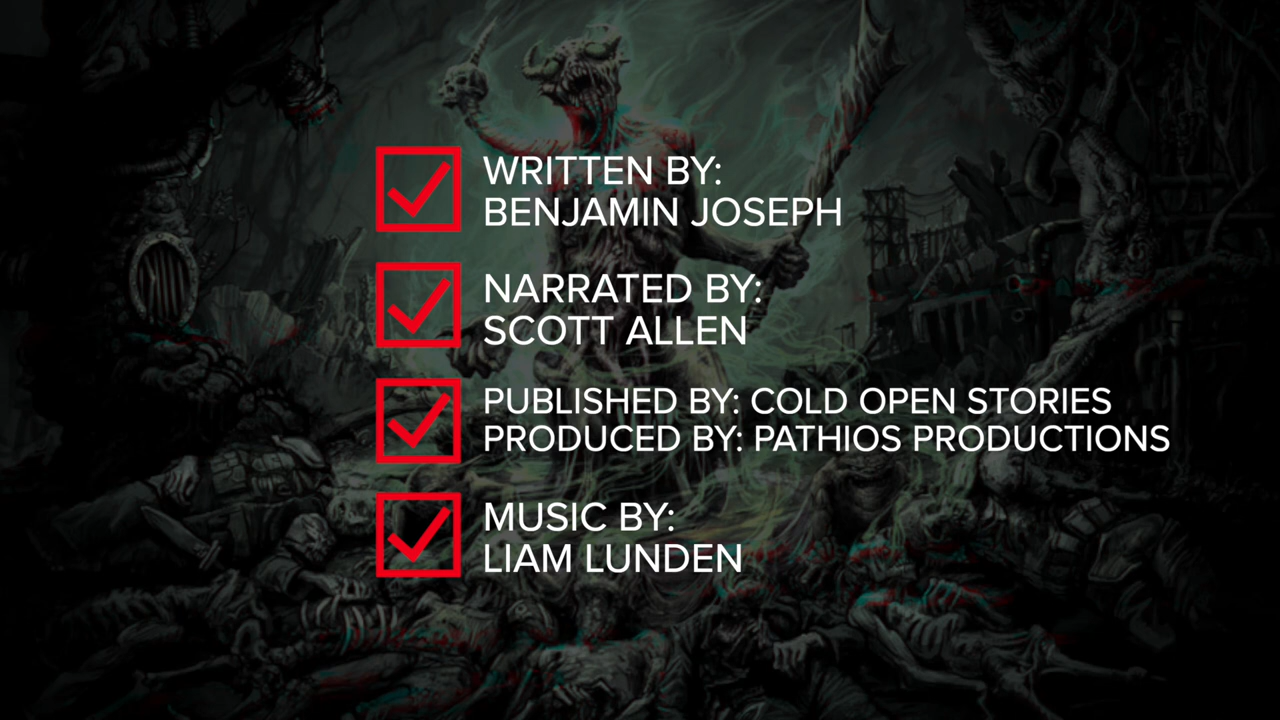 WRITTEN BY:
BENJAMIN JOSEPH
NARRATED BY:
SCOTT ALLEN
PUBLISHED BY: COLD OPEN STORIES
PRODUCED BY: PATHIOS PRODUCTIONS
MUSIC BY:
LIAM LUNDEN